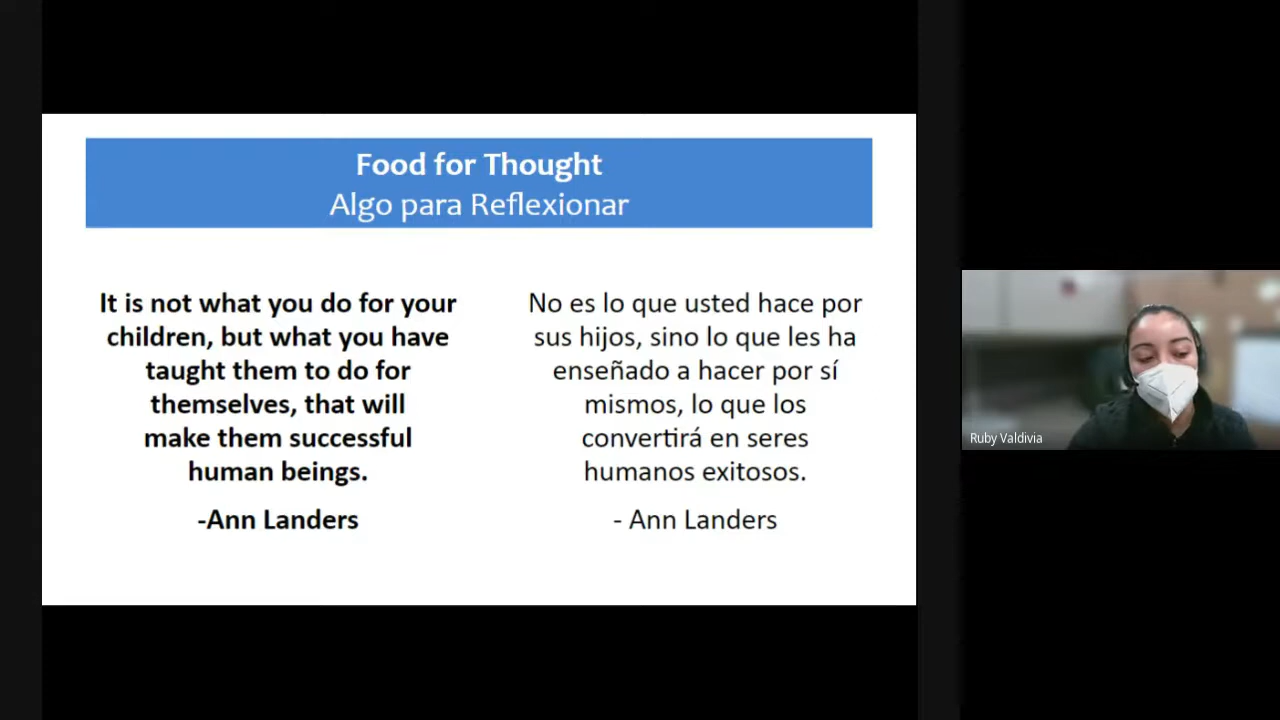 Food for Thought
Algo para Reflexionar
It is not what you do for your
children, but what you have
taught them to do for
themselves, that will
make them successful
human beings.
-Ann Landers
No es lo que usted hace por
sus hijos, sino lo que les ha
enseñado a hacer por sí
mismos, lo que los
convertirá en seres
humanos exitosos.
- Ann Landers
Ruby Valdivia